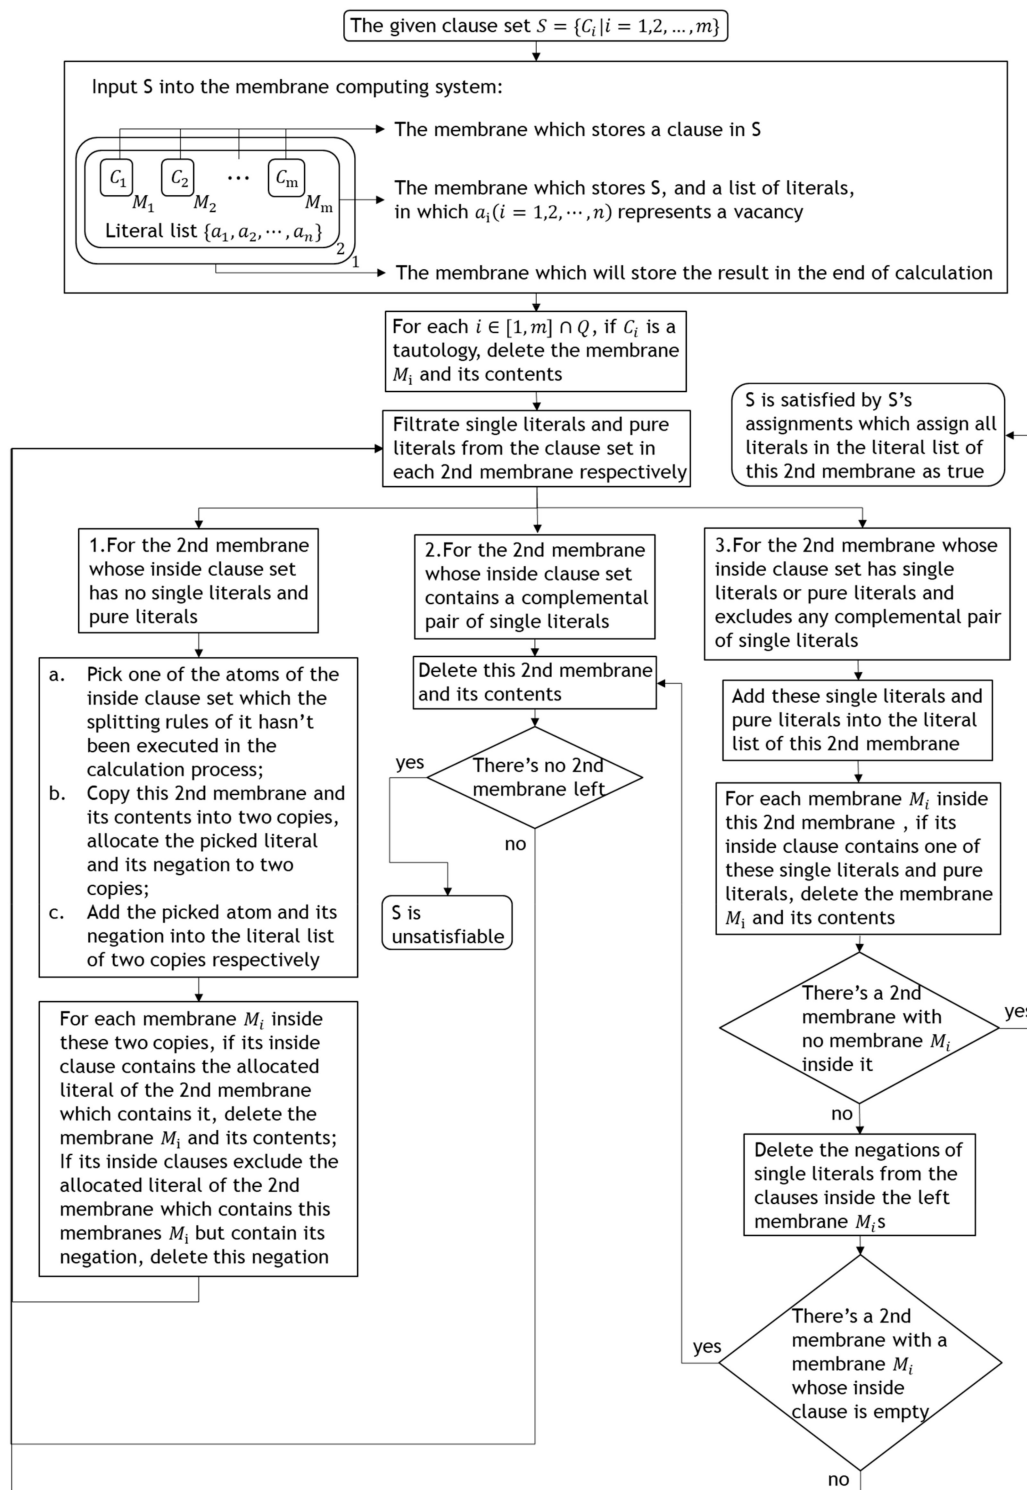 The given clause set S = {C_i|i = 1,2, ..., m}
Input S into the membrane computing system:
The membrane which stores a clause in S
C_1
C_2
⋯
C_m
M_1
M_2
M_m
The membrane which stores S, and a list of literals,
in which a_i(i = 1,2, ⋯, n) represents a vacancy
Literal list {a_1, a_2, ⋯, a_n}
2
1
The membrane which will store the result in the end of calculation
For each i ∈ [1, m] ∩ Q, if C_i is a
tautology, delete the membrane
M_i and its contents
Filtrate single literals and pure
literals from the clause set in
each 2nd membrane respectively
S is satisfied by S's
assignments which assign all
literals in the literal list of
this 2nd membrane as true
1.For the 2nd membrane
whose inside clause set
has no single literals and
pure literals
a. Pick one of the atoms of the
inside clause set which the
splitting rules of it hasn't
been executed in the
calculation process;
b. Copy this 2nd membrane and
its contents into two copies,
allocate the picked literal
and its negation to two
copies;
c. Add the picked atom and its
negation into the literal list
of two copies respectively
For each membrane M_i inside
these two copies, if its inside
clause contains the allocated
literal of the 2nd membrane
which contains it, delete the
membrane M_i and its contents;
If its inside clauses exclude the
allocated literal of the 2nd
membrane which contains this
membranes M_i but contain its
negation, delete this negation
2.For the 2nd membrane
whose inside clause set
contains a complemental
pair of single literals
Delete this 2nd membrane
and its contents
There's no 2nd
membrane left
yes
no
S is
unsatisfiable
3.For the 2nd membrane whose
inside clause set has single
literals or pure literals and
excludes any complemental pair
of single literals
Add these single literals and
pure literals into the literal
list of this 2nd membrane
For each membrane M_i inside
this 2nd membrane , if its
inside clause contains one of
these single literals and pure
literals, delete the membrane
M_i and its contents
There's a 2nd
membrane with
no membrane M_i
inside it
yes
no
Delete the negations of
single literals from the
clauses inside the left
membrane M_is
There's a 2nd
membrane with a
membrane M_i
whose inside
clause is empty
yes
no